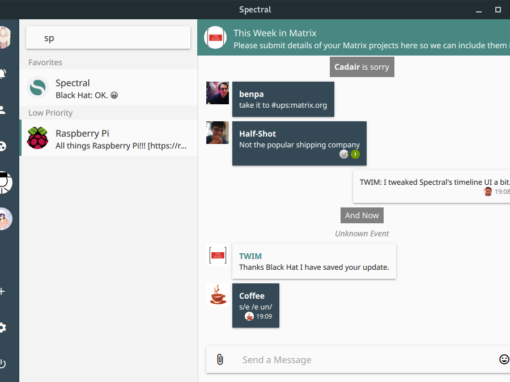 Spectral
sp
Favorites
Spectral
Black Hat: OK. 😀
Low Priority
Raspberry Pi
All things Raspberry Pi!!! [https://r...
This Week in Matrix
Please submit details of your Matrix projects here so we can include them i
Cadair is sorry
benpa
take it to #ups:matrix.org
Half-Shot
Not the popular shipping company
TWIM: I tweaked Spectral's timeline UI a bit.
19:08
And Now
Unknown Event
TWIM
Thanks Black Hat I have saved your update.
Coffee
s/e /e un/
19:09
Send a Message